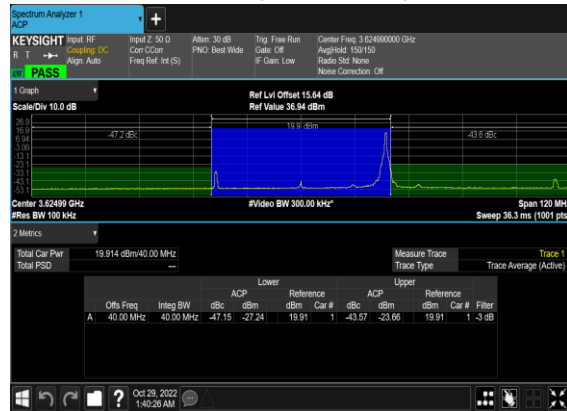 Spectrum Analyzer 1
ACP
+
KEYSIGHT Input: RF Input Z: 50 Ω Atten: 30 dB Trig: Free Run Center Freq: 3.624990000 GHz
R T Coupling: DC Corr CCorr PNO: Best Wide Gate: Off Avg|Hold: 150/150
Align: Auto Freq Ref: Int (S) IF Gain: Low Radio Std: None
LW PASS Noise Correction: Off
1 Graph
Ref Lvl Offset 15.64 dB
Scale/Div 10.0 dB Ref Value 36.94 dBm
26.9
16.9 19.9 dBm
6.94 -47.2 dBc -43.6 dBc
-3.06
-13.1
-23.1
-33.1
-43.1
-53.1
Center 3.62499 GHz #Video BW 300.00 kHz* Span 120 MHz
#Res BW 100 kHz Sweep 36.3 ms (1001 pts)
2 Metrics
Total Car Pwr 19.914 dBm/40.00 MHz Measure Trace Trace 1
Total PSD --- Trace Type Trace Average (Active)
Lower Upper
ACP Reference ACP Reference
Offs Freq Integ BW dBc dBm dBm Car # dBc dBm dBm Car # Filter
A 40.00 MHz 40.00 MHz -47.15 -27.24 19.91 1 -43.57 -23.66 19.91 1 -3 dB
? Oct 29, 2022
1:40:26 AM